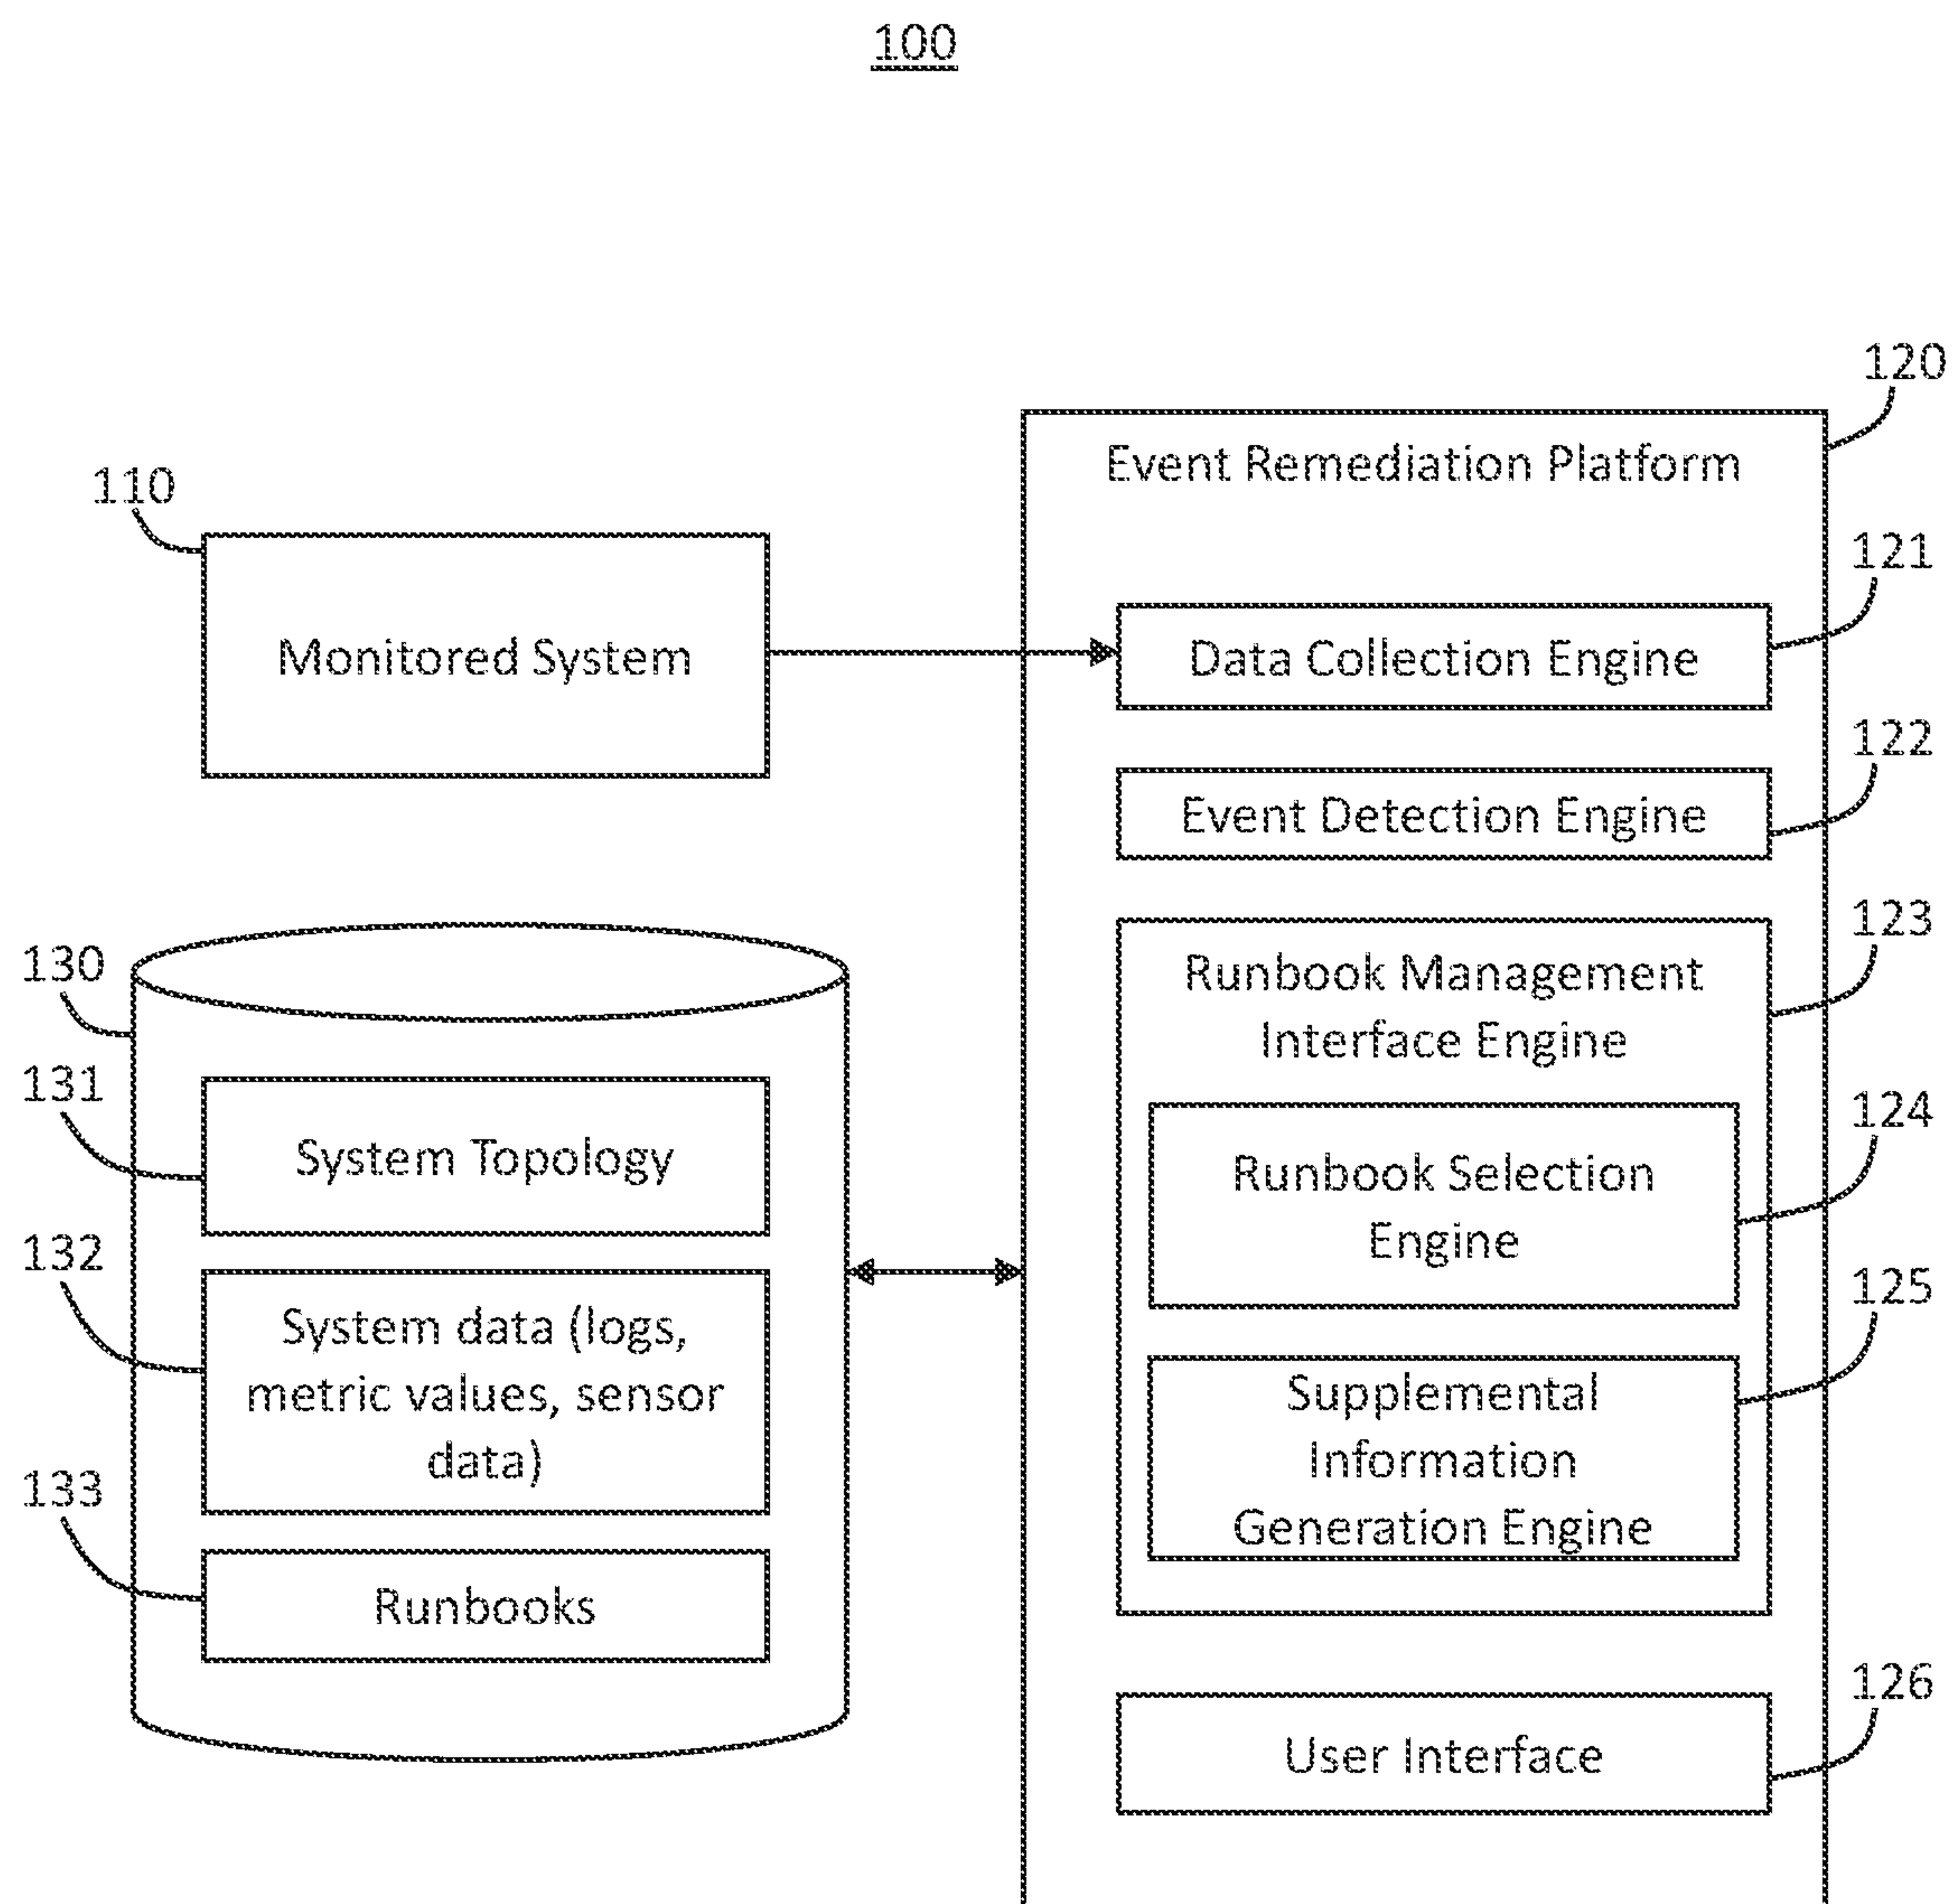 100
120
Event Remediation Platform
110
121
Monitored System
Data Collection Engine
122
Event Detection Engine
123
130
Runbook Management
Interface Engine
131
124
System Topology
Runbook Selection
Engine
132
125
System data (logs,
metric values, sensor
data)
Supplemental
Information
Generation Engine
133
Runbooks
126
User Interface